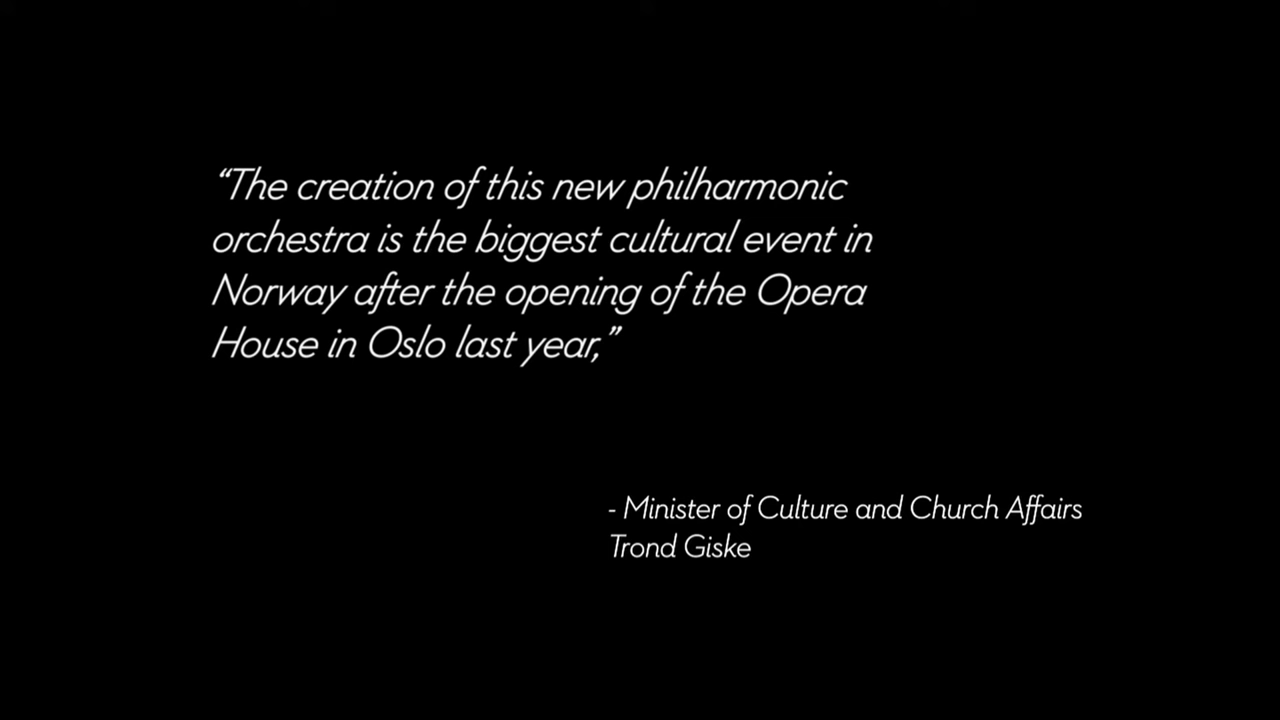 “The creation of this new philharmonic
orchestra is the biggest cultural event in
Norway after the opening of the Opera
House in Oslo last year,”
- Minister of Culture and Church Affairs
Trond Giske